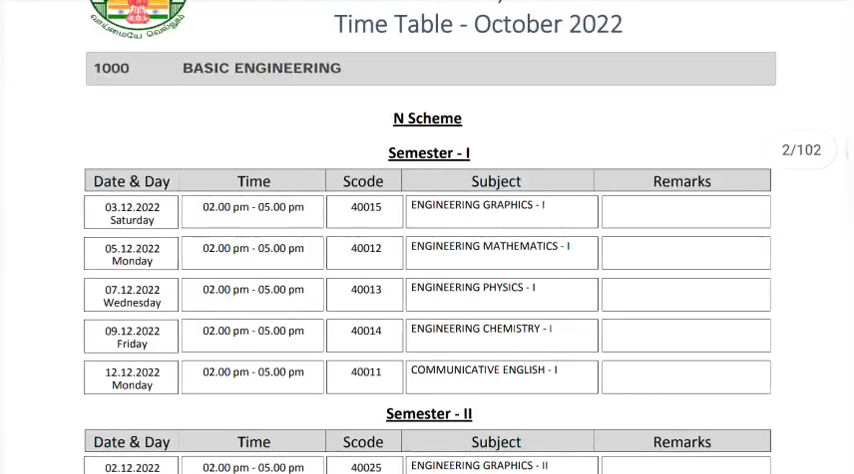 வாய்மையே வெல்லும்
Time Table - October 2022
1000 BASIC ENGINEERING
N Scheme
Semester - I
2/102
Date & Day Time Scode Subject Remarks
03.12.2022 02.00 pm - 05.00 pm 40015 ENGINEERING GRAPHICS - I
Saturday
05.12.2022 02.00 pm - 05.00 pm 40012 ENGINEERING MATHEMATICS - I
Monday
07.12.2022 02.00 pm - 05.00 pm 40013 ENGINEERING PHYSICS - I
Wednesday
09.12.2022 02.00 pm - 05.00 pm 40014 ENGINEERING CHEMISTRY - I
Friday
12.12.2022 02.00 pm - 05.00 pm 40011 COMMUNICATIVE ENGLISH - I
Monday
Semester - II
Date & Day Time Scode Subject Remarks
02.12.2022 02.00 pm - 05.00 pm 40025 ENGINEERING GRAPHICS - II